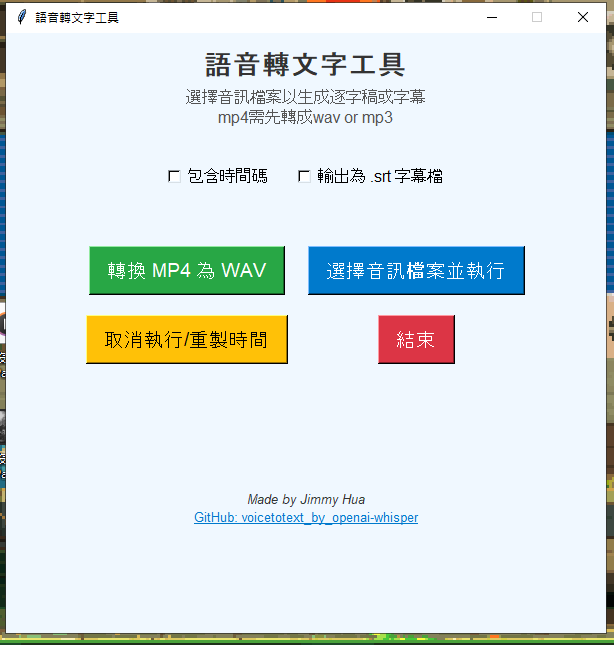 語音轉文字工具
語音轉文字工具
選擇音訊檔案以生成逐字稿或字幕
mp4需先轉成wav or mp3
包含時間碼
輸出為 .srt 字幕檔
轉換 MP4 為 WAV
選擇音訊檔案並執行
取消執行/重製時間
結束
Made by Jimmy Hua
GitHub: voicetotext_by_openai-whisper